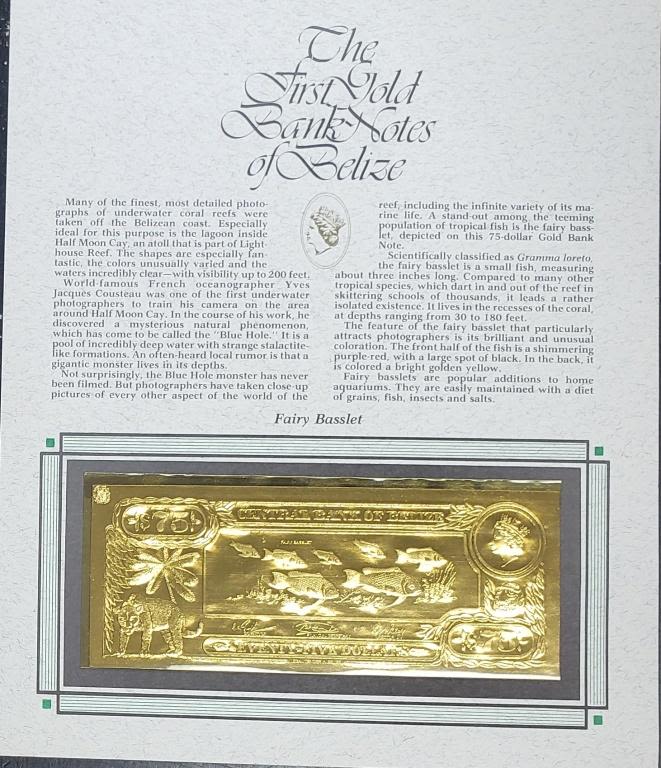 The
First Gold
Bank Notes
of Belize
Many of the finest, most detailed photo-
graphs of underwater coral reefs were
taken off the Belizean coast. Especially
ideal for this purpose is the lagoon inside
Half Moon Cay, an atoll that is part of Light-
house Reef. The shapes are especially fan-
tastic, the colors unusually varied and the
waters incredibly clear—with visibility up to 200 feet.
World-famous French oceanographer Yves
Jacques Cousteau was one of the first underwater
photographers to train his camera on the area
around Half Moon Cay. In the course of his work, he
discovered a mysterious natural phenomenon,
which has come to be called the "Blue Hole." It is a
pool of incredibly deep water with strange stalactite-
like formations. An often-heard local rumor is that a
gigantic monster lives in its depths.
Not surprisingly, the Blue Hole monster has never
been filmed. But photographers have taken close-up
pictures of every other aspect of the world of the
reef, including the infinite variety of its ma-
rine life. A stand-out among the teeming
population of tropical fish is the fairy bass-
let, depicted on this 75-dollar Gold Bank
Note.
Scientifically classified as Gramma loreto,
the fairy basslet is a small fish, measuring
about three inches long. Compared to many other
tropical species, which dart in and out of the reef in
skittering schools of thousands, it leads a rather
isolated existence. It lives in the recesses of the coral,
at depths ranging from 30 to 180 feet.
The feature of the fairy basslet that particularly
attracts photographers is its brilliant and unusual
coloration. The front half of the fish is a shimmering
purple-red, with a large spot of black. In the back, it
is colored a bright golden yellow.
Fairy basslets are popular additions to home
aquariums. They are easily maintained with a diet
of grains, fish, insects and salts.
Fairy Basslet
$75
CENTRAL BANK OF BELIZE
FAIRY BASSLET
SEVENTY-FIVE DOLLARS
$75